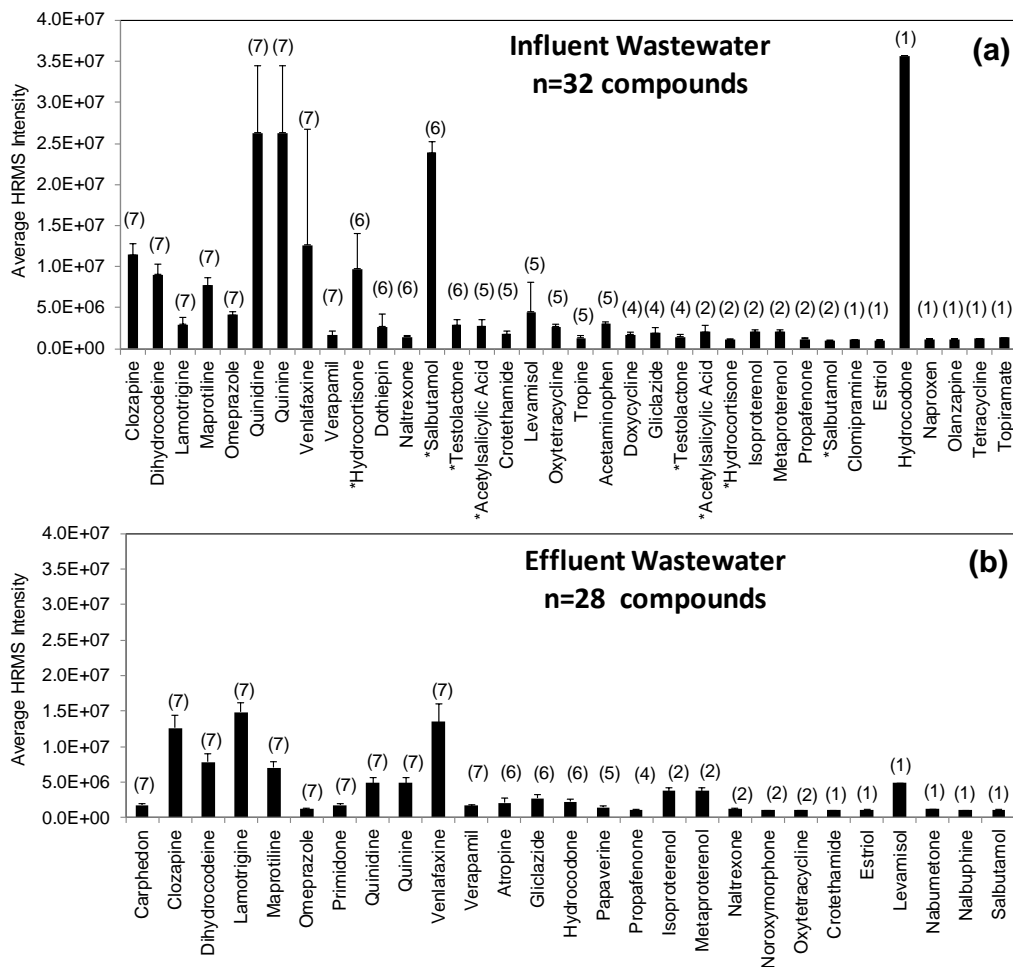 Influent Wastewater
n=32 compounds
(a)
Average HRMS Intensity
4.0E+07
3.5E+07
3.0E+07
2.5E+07
2.0E+07
1.5E+07
1.0E+07
5.0E+06
0.0E+00
(7) (7) (7) (7) (7) (7) (7) (7) (7) (6) (6) (6) (6) (6) (5) (5) (5) (5) (5) (5) (4) (4) (4) (2) (2) (2) (2) (2) (2) (1) (1) (1) (1) (1) (1) (1)
Clozapine
Dihydrocodeine
Lamotrigine
Maprotiline
Omeprazole
Quinidine
Quinine
Venlafaxine
Verapamil
*Hydrocortisone
Dothiepin
Naltrexone
*Salbutamol
*Testolactone
*Acetylsalicylic Acid
Crotethamide
Levamisol
Oxytetracycline
Tropine
Acetaminophen
Doxycycline
Gliclazide
*Testolactone
*Acetylsalicylic Acid
*Hydrocortisone
Isoproterenol
Metaproterenol
Propafenone
*Salbutamol
Clomipramine
Estriol
Hydrocodone
Naproxen
Olanzapine
Tetracycline
Topiramate
Effluent Wastewater
n=28 compounds
(b)
Average HRMS Intensity
4.0E+07
3.5E+07
3.0E+07
2.5E+07
2.0E+07
1.5E+07
1.0E+07
5.0E+06
0.0E+00
(7) (7) (7) (7) (7) (7) (7) (7) (7) (7) (7) (6) (6) (6) (5) (4) (2) (2) (2) (2) (2) (1) (1) (1) (1) (1) (1)
Carphedon
Clozapine
Dihydrocodeine
Lamotrigine
Maprotiline
Omeprazole
Primidone
Quinidine
Quinine
Venlafaxine
Verapamil
Atropine
Gliclazide
Hydrocodone
Papaverine
Propafenone
Isoproterenol
Metaproterenol
Naltrexone
Noroxymorphone
Oxytetracycline
Crotethamide
Estriol
Levamisol
Nabumetone
Nalbuphine
Salbutamol